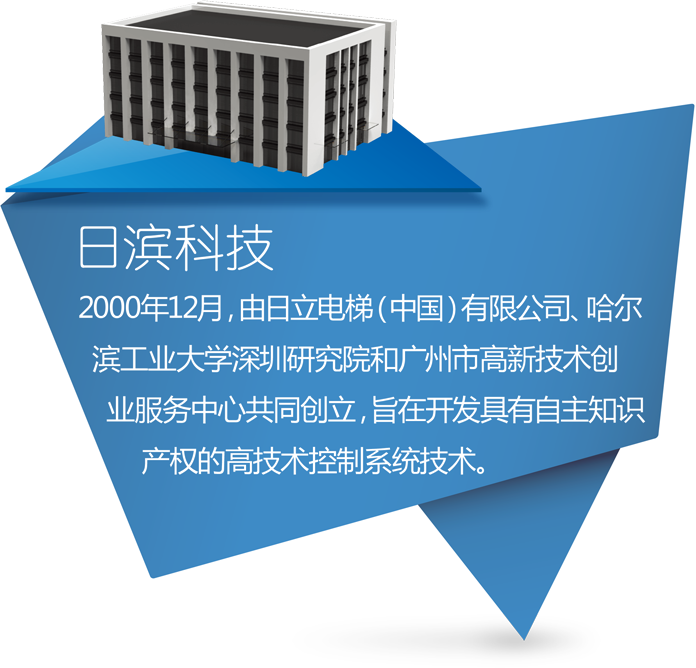 日滨科技
2000年12月,由日立电梯(中国)有限公司、哈尔
滨工业大学深圳研究院和广州市高新技术创
业服务中心共同创立,旨在开发具有自主知识
产权的高技术控制系统技术。